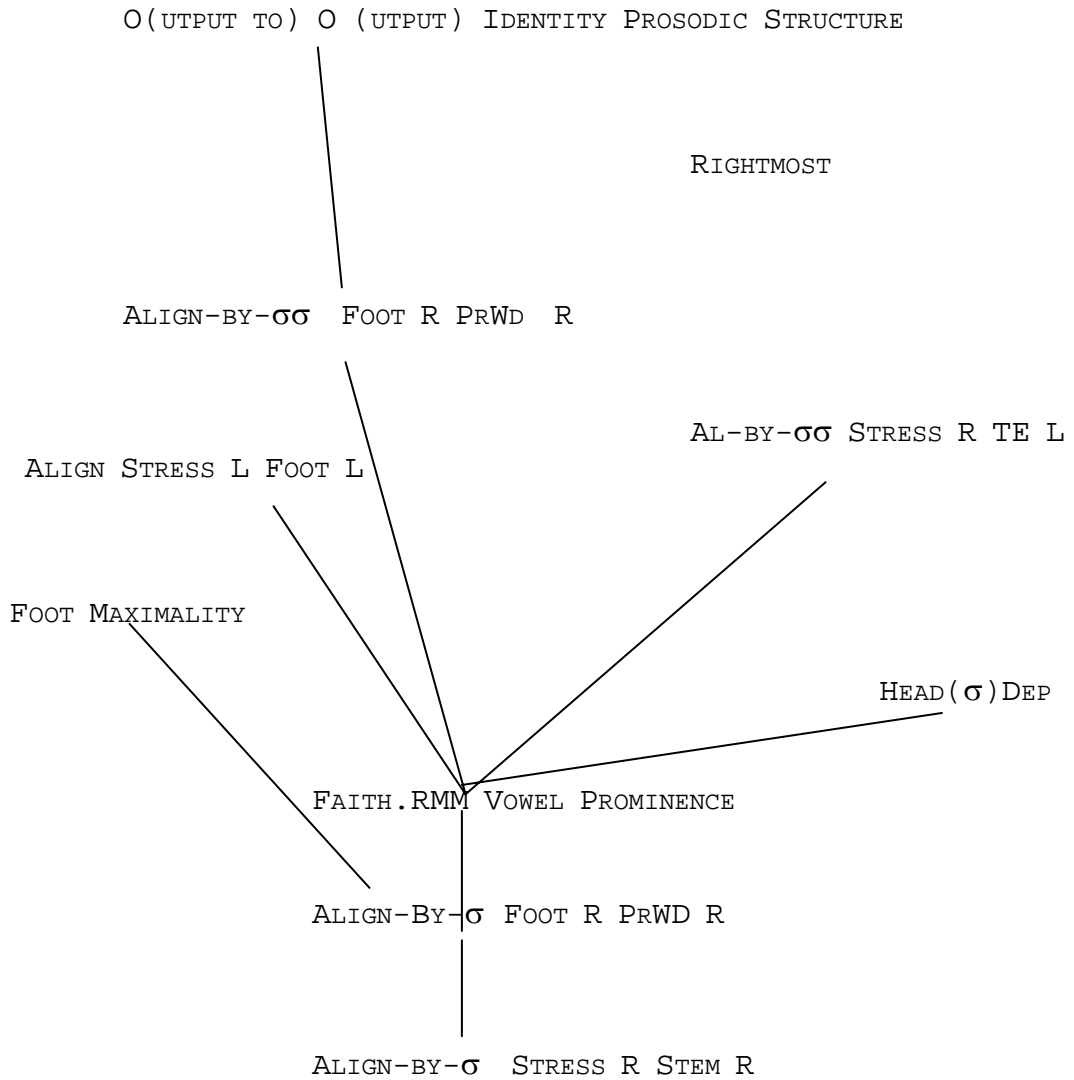 O(UTPUT TO) O (UTPUT) IDENTITY PROSODIC STRUCTURE
RIGHTMOST
ALIGN-BY-σσ FOOT R PRWD R
AL-BY-σσ STRESS R TE L
ALIGN STRESS L FOOT L
FOOT MAXIMALITY
HEAD(σ)DEP
FAITH.RMM VOWEL PROMINENCE
ALIGN-BY-σ FOOT R PRWD R
ALIGN-BY-σ STRESS R STEM R